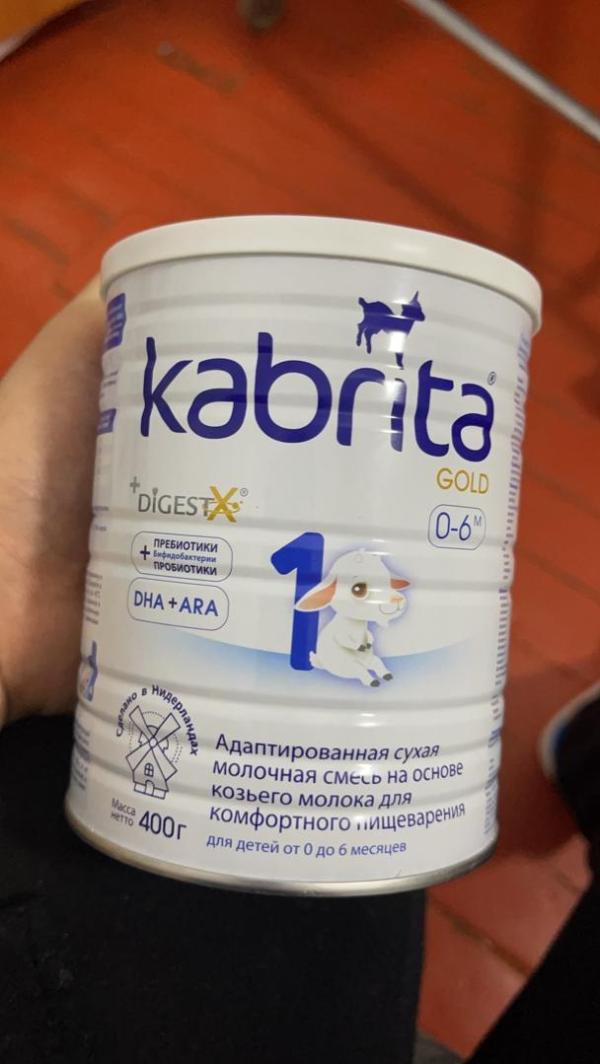 kabrita®
GOLD
+DIGESTX®
0-6 м
+ ПРЕБИОТИКИ
Бифидобактерии
ПРОБИОТИКИ
1
DHA+ARA
Сделано в Нидерландах
Адаптированная сухая
молочная смесь на основе
козьего молока для
комфортного пищеварения
Масса
нетто 400г
для детей от 0 до 6 месяцев